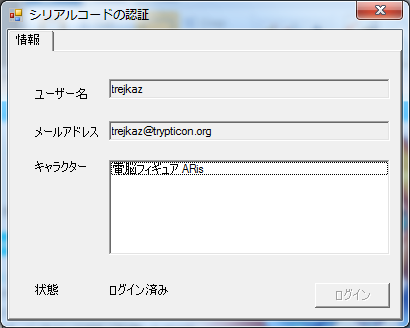 シリアルコードの認証
情報
ユーザー名 trejkaz
メールアドレス trejkaz@trypticon.org
キャラクター 電脳フィギュア ARis
状態 ログイン済み ログイン